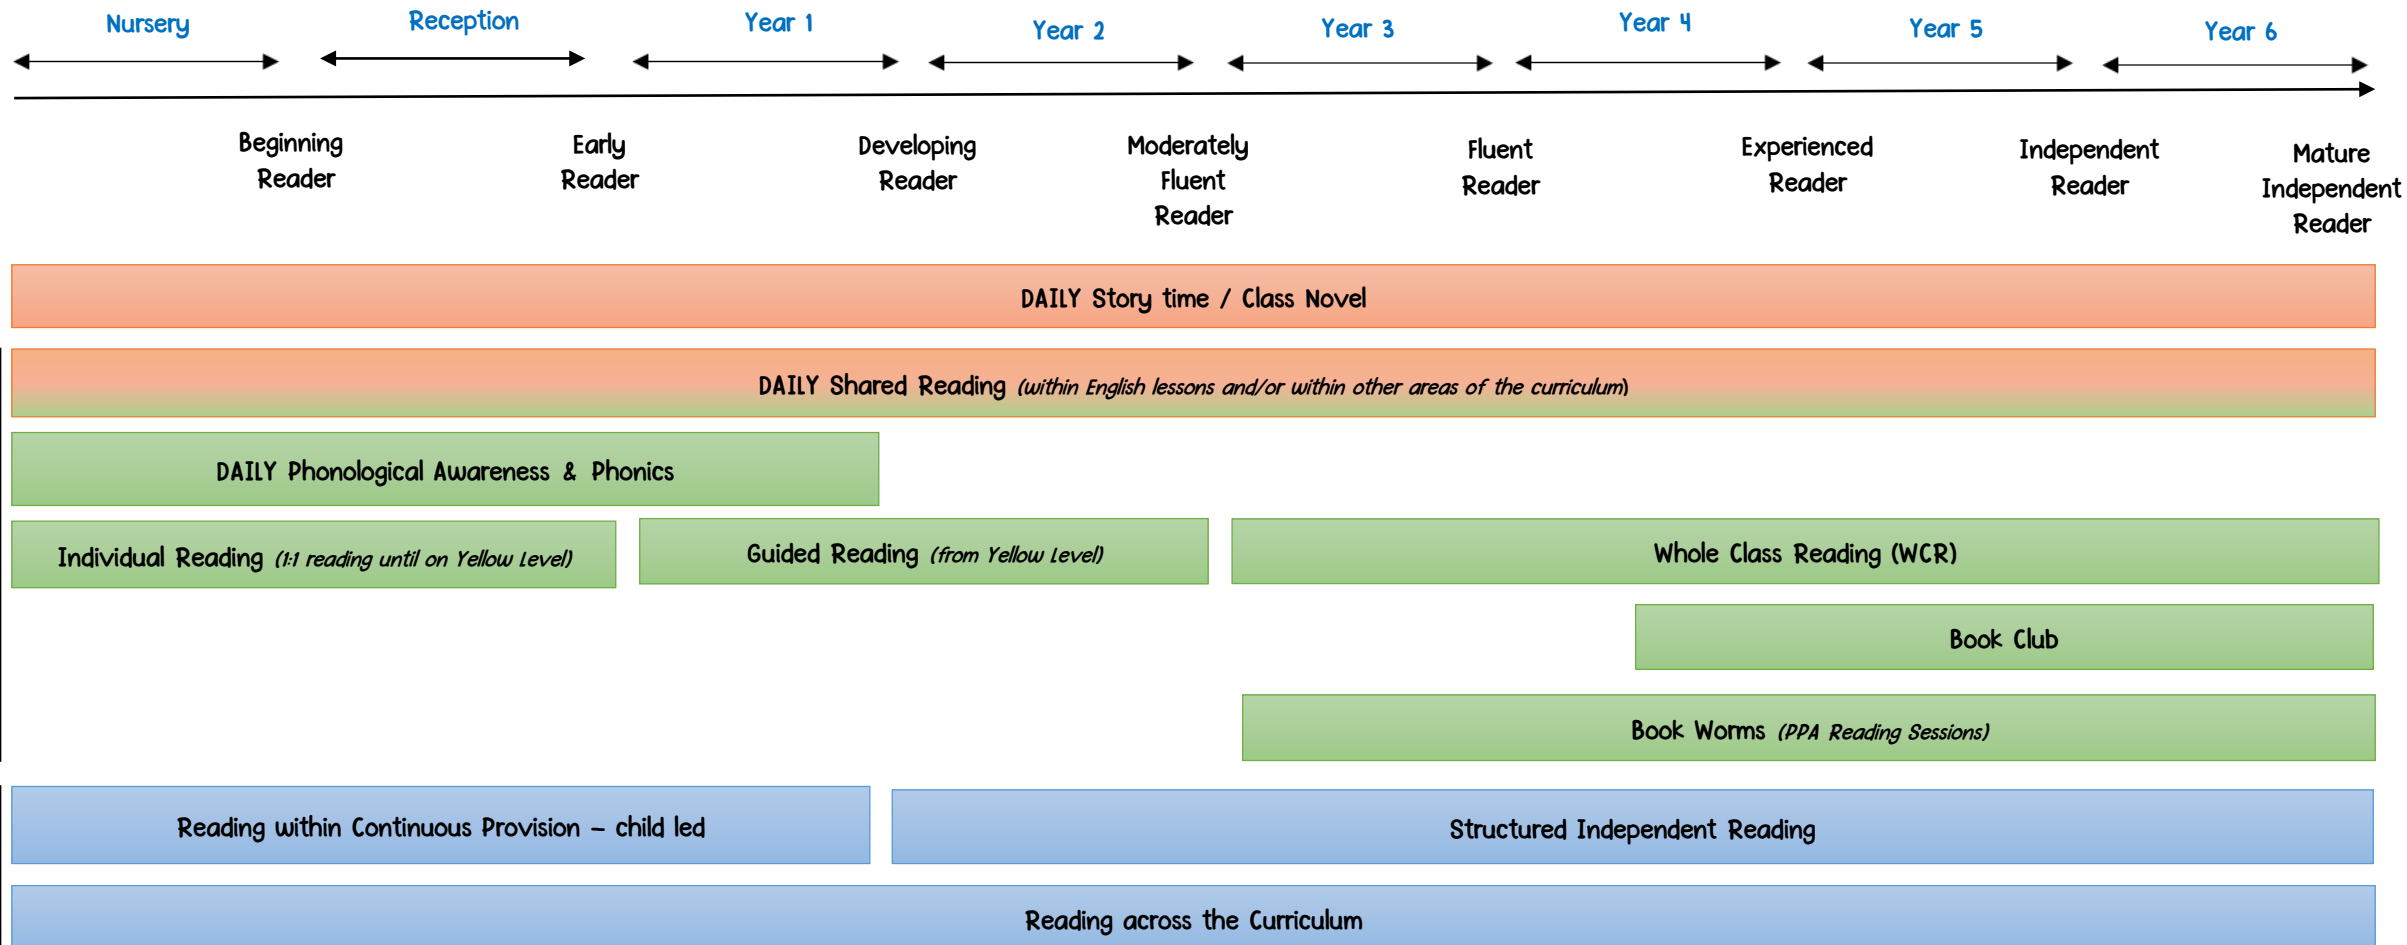 Nursery
Reception
Year 1
Year 2
Year 3
Year 4
Year 5
Year 6
Beginning
Reader
Early
Reader
Developing
Reader
Moderately
Fluent
Reader
Fluent
Reader
Experienced
Reader
Independent
Reader
Mature
Independent
Reader
DAILY Story time / Class Novel
DAILY Shared Reading (within English lessons and/or within other areas of the curriculum)
DAILY Phonological Awareness & Phonics
Individual Reading (1:1 reading until on Yellow Level)
Guided Reading (from Yellow Level)
Whole Class Reading (WCR)
Book Club
Book Worms (PPA Reading Sessions)
Reading within Continuous Provision – child led
Structured Independent Reading
Reading across the Curriculum